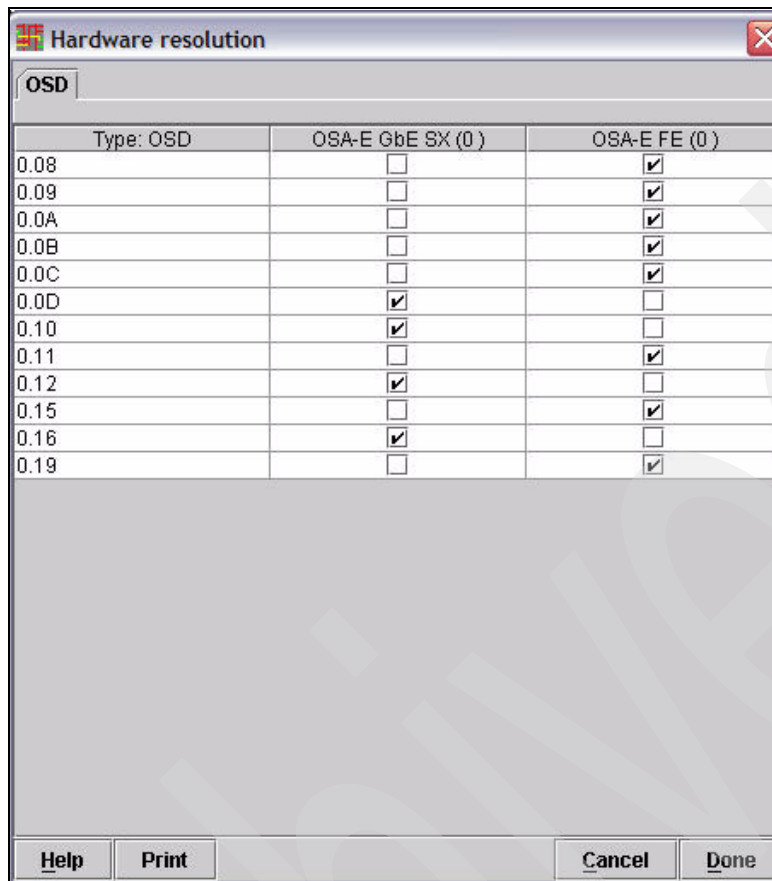 Hardware resolution
OSD
Type: OSD OSA-E GbE SX (0 ) OSA-E FE (0 )
0.08
0.09
0.0A
0.0B
0.0C
0.0D
0.10
0.11
0.12
0.15
0.16
0.19
Help Print Cancel Done